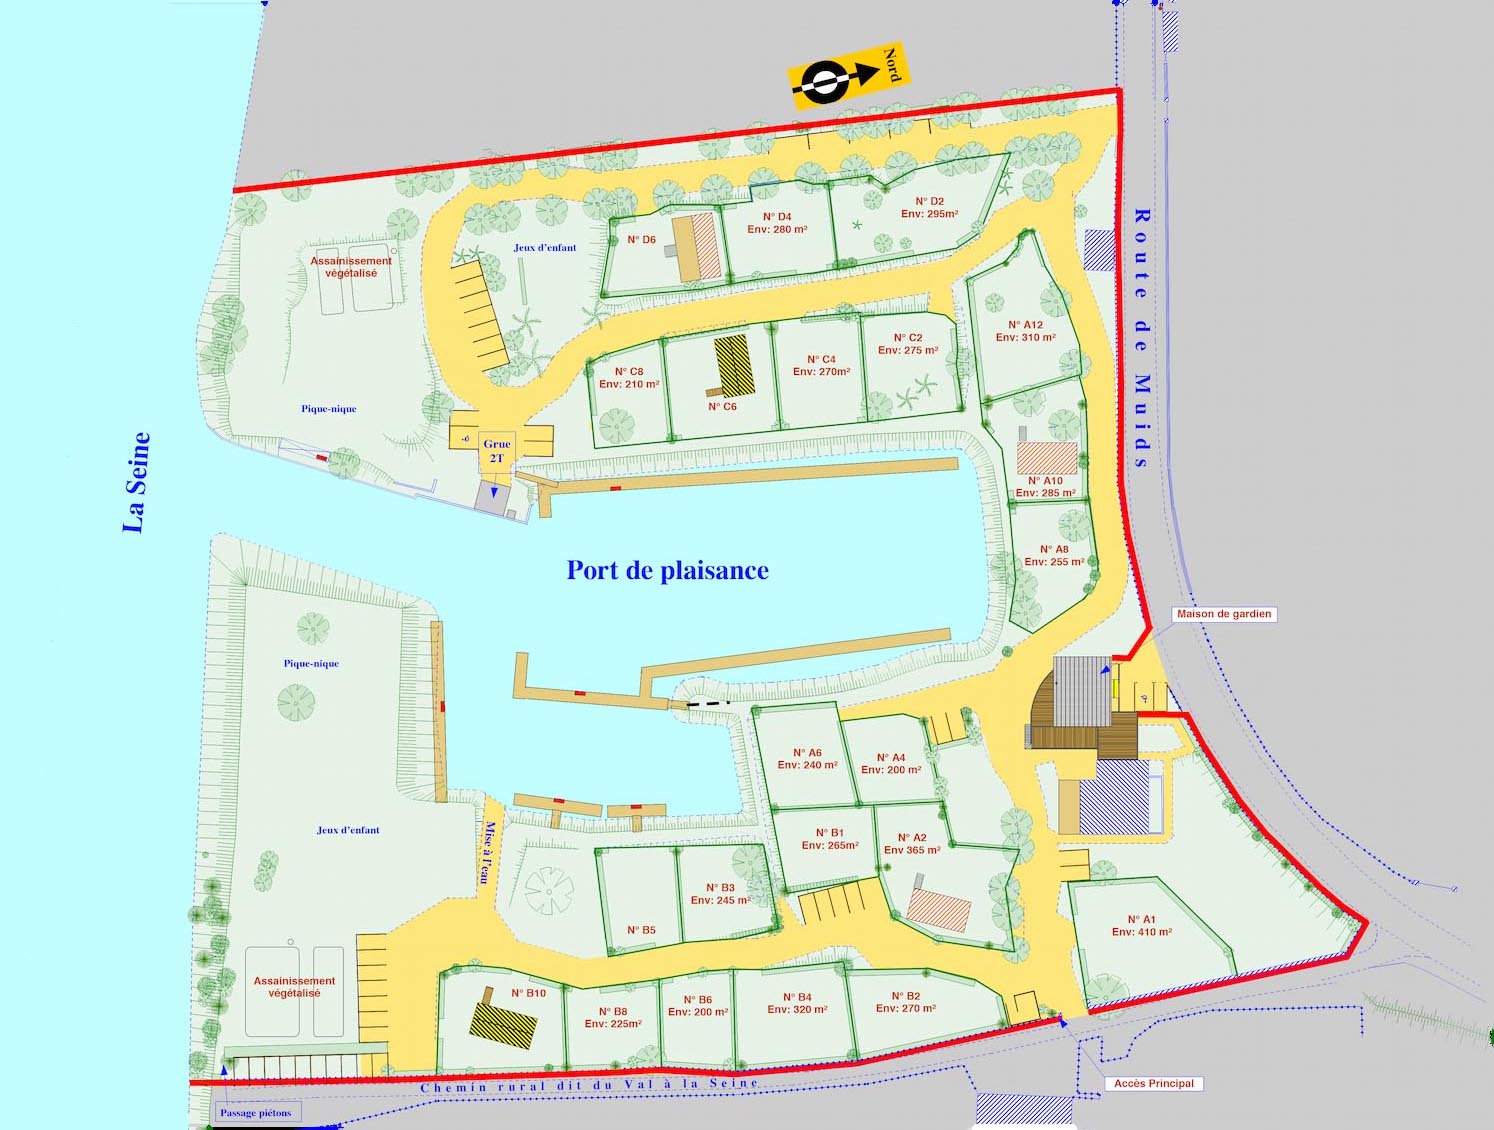 Nord
N° D6
N° D4
Env: 280 m²
N° D2
Env: 295m²
Jeux d'enfant
Assainissement
végétalisé
Route de Muids
N° A12
Env: 310 m²
N° C8
Env: 210 m²
N° C6
N° C4
Env: 270m²
N° C2
Env: 275 m²
Pique-nique
Grue
2T
La Seine
N° A10
Env: 285 m²
N° A8
Env: 255 m²
Port de plaisance
Maison de gardien
Pique-nique
Jeux d'enfant
Mise à l'eau
N° A6
Env: 240 m²
N° A4
Env: 200 m²
N° B1
Env: 265m²
N° A2
Env 365 m²
N° B3
Env: 245 m²
N° B5
N° A1
Env: 410 m²
Assainissement
végétalisé
N° B10
N° B8
Env: 225m²
N° B6
Env: 200 m²
N° B4
Env: 320 m²
N° B2
Env: 270 m²
Chemin rural dit du Val à la Seine
Accès Principal
Passage piétons